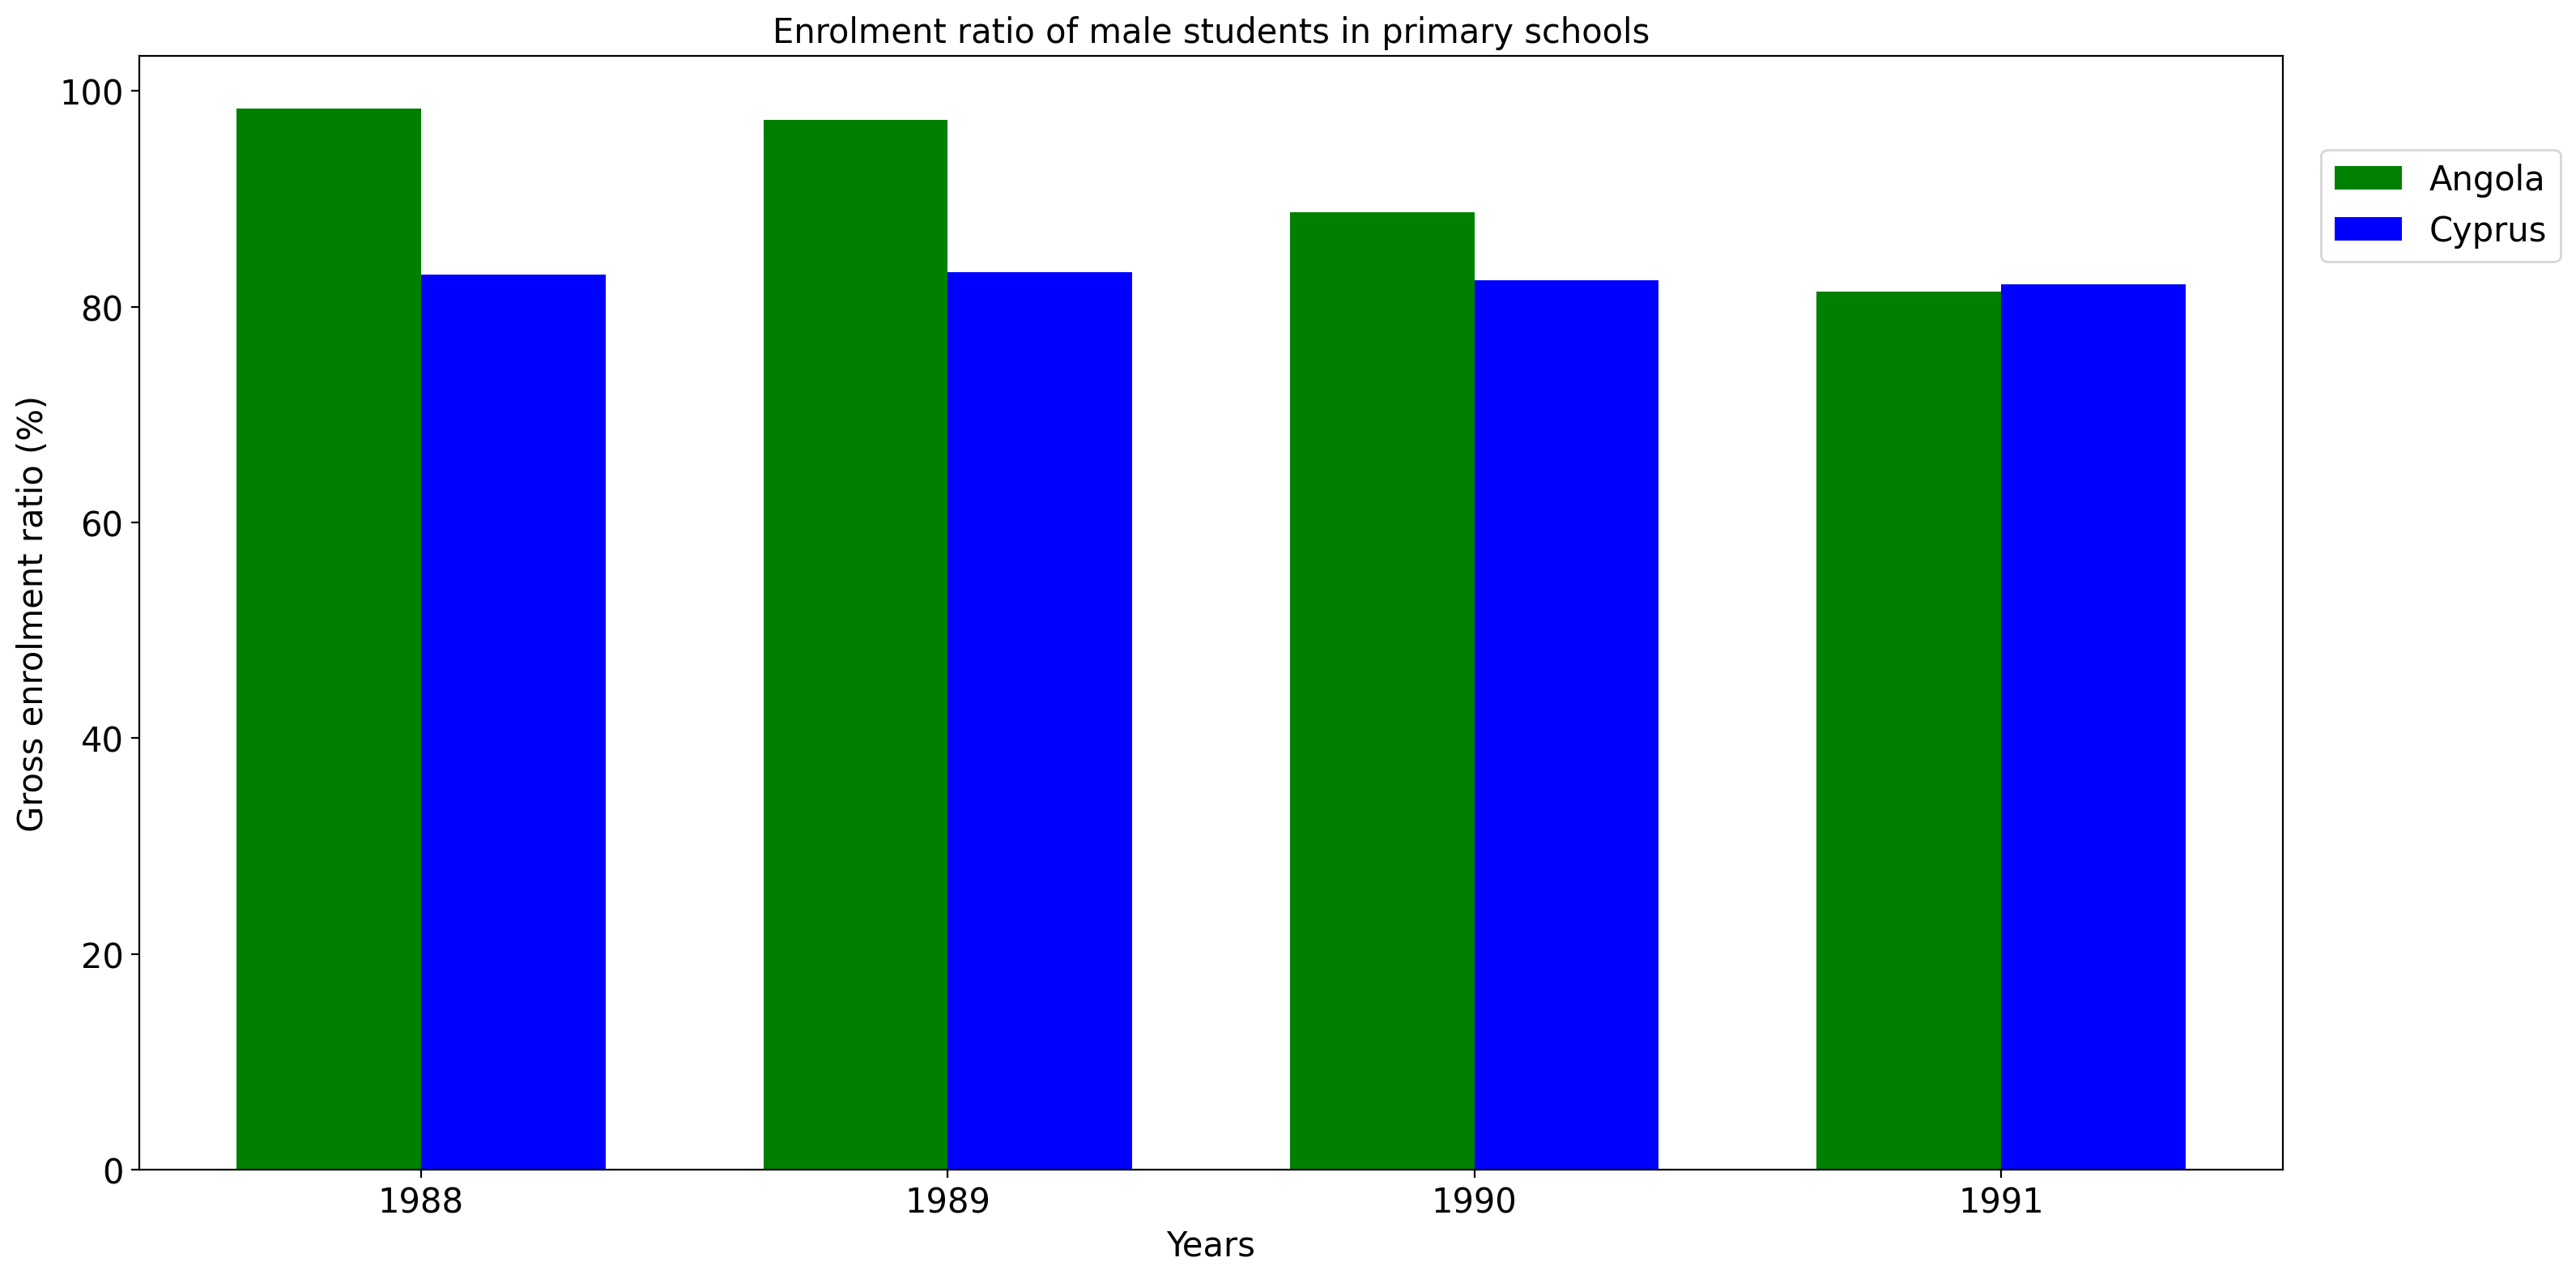 Enrolment ratio of male students in primary schools
Gross enrolment ratio (%)
100
80
60
40
20
0
1988 1989 1990 1991
Years
Angola
Cyprus